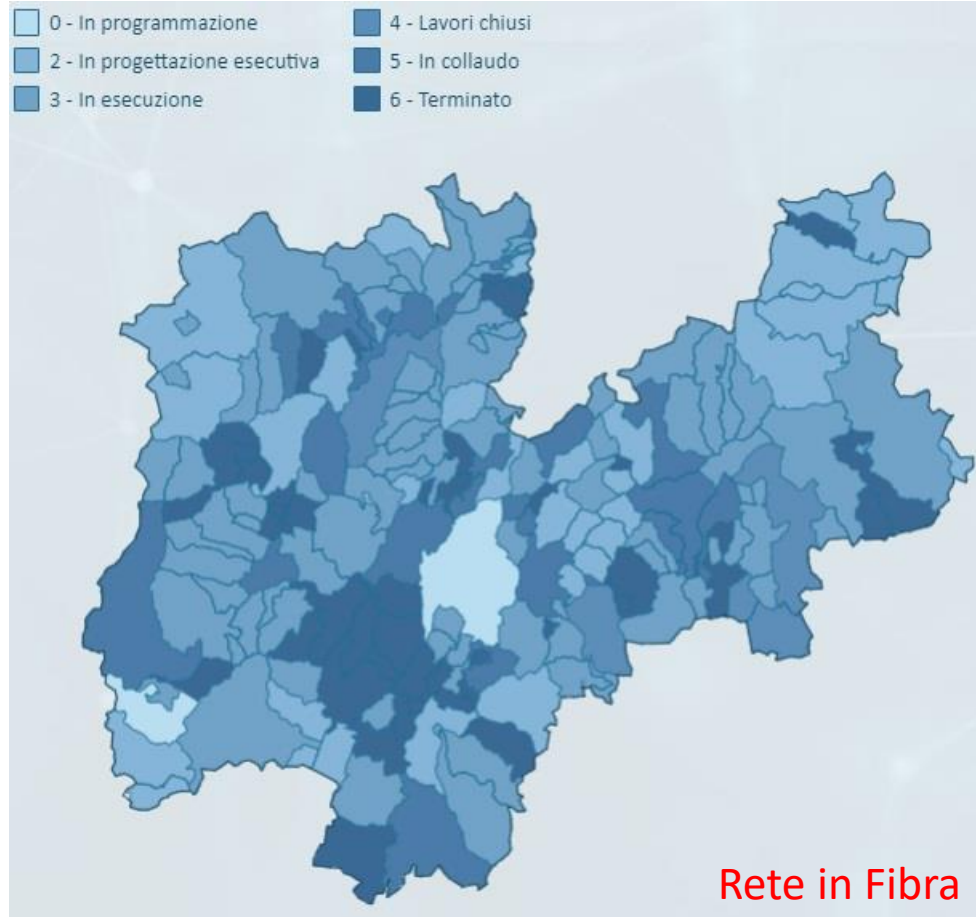 0 - In programmazione
2 - In progettazione esecutiva
3 - In esecuzione
4 - Lavori chiusi
5 - In collaudo
6 - Terminato
Rete in Fibra